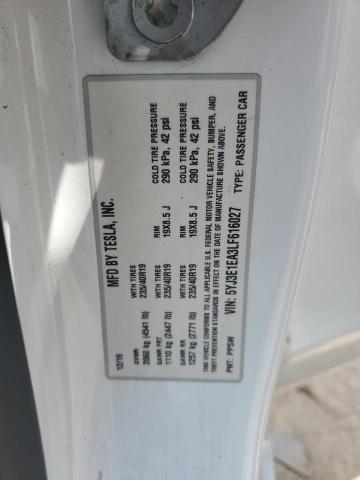 MFD BY TESLA, INC.
12/19
GVWR WITH TIRES RIM COLD TIRE PRESSURE
2060 kg (4541 lb) 235/40R19 19X8.5 J 290 kPa, 42 psi
GAWR FR WITH TIRES RIM COLD TIRE PRESSURE
1110 kg (2447 lb) 235/40R19 19X8.5 J 290 kPa, 42 psi
GAWR RR WITH TIRES
1257 kg (2771 lb) 235/40R19
THIS VEHICLE CONFORMS TO ALL APPLICABLE U.S. FEDERAL MOTOR VEHICLE SAFETY, BUMPER, AND
THEFT PREVENTION STANDARDS IN EFFECT ON THE DATE OF MANUFACTURE SHOWN ABOVE.
VIN: 5YJ3E1EA3LF616027 TYPE: PASSENGER CAR
PNT: PPSW